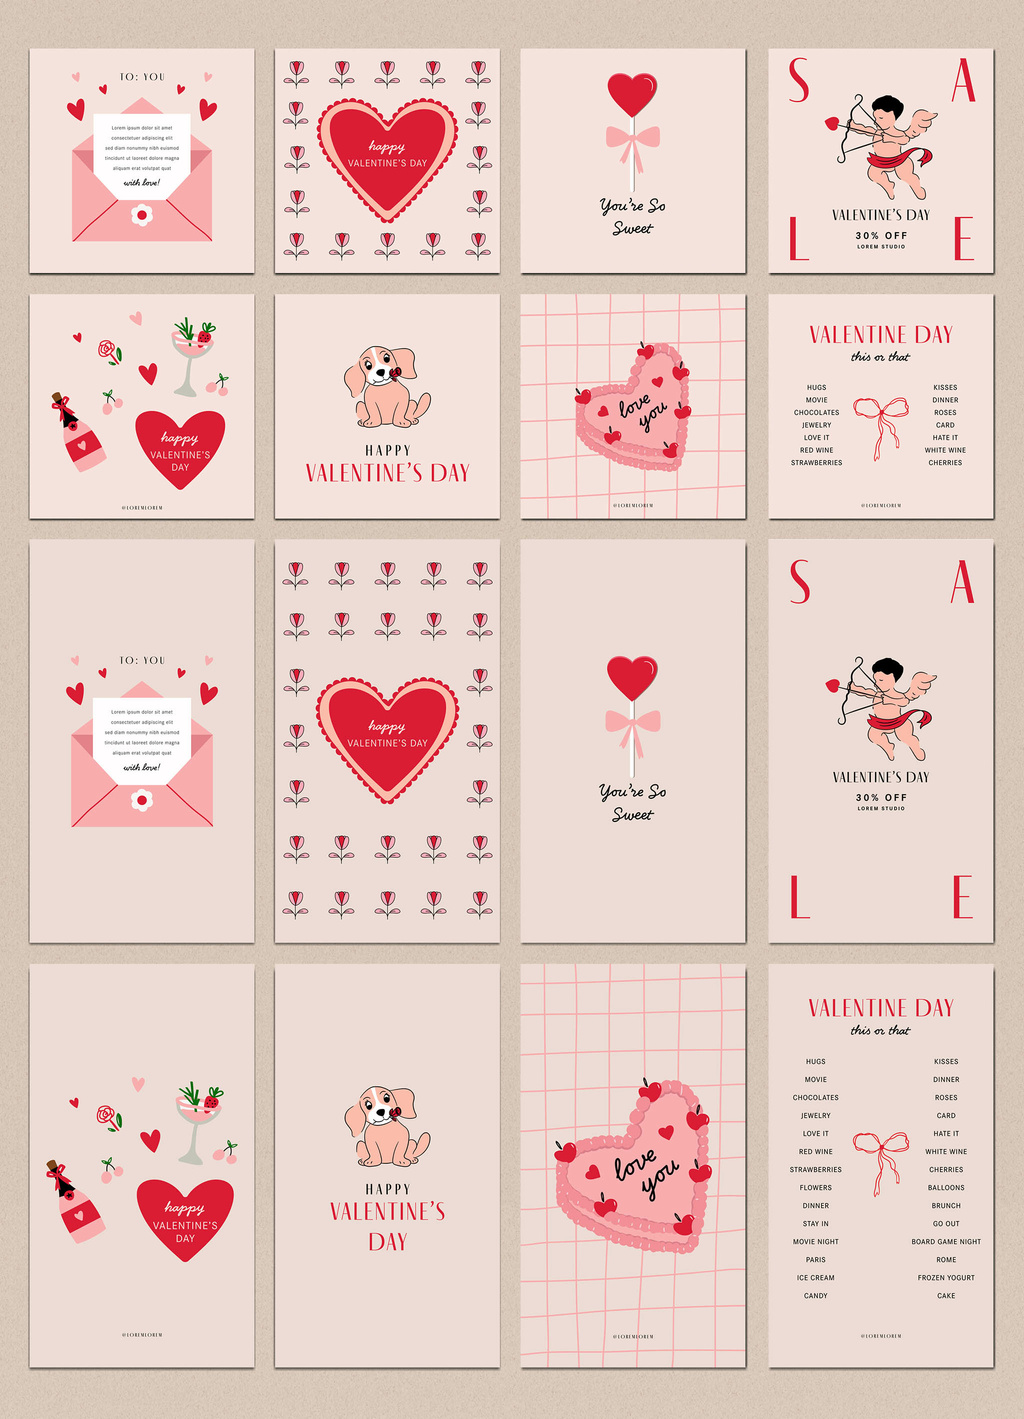 TO: YOU
Lorem ipsum dolor sit amet
consectetuer adipiscing elit
sed diam nonummy nibh euismod
tincidunt ut laoreet dolore magna
aliquam erat volutpat quat
with love!
happy
VALENTINE'S DAY
You're So
Sweet
S A
VALENTINE'S DAY
30% OFF
LOREM STUDIO
L E
happy
VALENTINE'S
DAY
@LOREMLOREM
HAPPY
VALENTINE'S DAY
love
you
@LOREMLOREM
VALENTINE DAY
this or that
HUGS KISSES
MOVIE DINNER
CHOCOLATES ROSES
JEWELRY CARD
LOVE IT HATE IT
RED WINE WHITE WINE
STRAWBERRIES CHERRIES
@LOREMLOREM
TO: YOU
Lorem ipsum dolor sit amet
consectetuer adipiscing elit
sed diam nonummy nibh euismod
tincidunt ut laoreet dolore magna
aliquam erat volutpat quat
with love!
happy
VALENTINE'S DAY
You're So
Sweet
S A
VALENTINE'S DAY
30% OFF
LOREM STUDIO
L E
happy
VALENTINE'S
DAY
@LOREMLOREM
HAPPY
VALENTINE'S
DAY
love
you
@LOREMLOREM
VALENTINE DAY
this or that
HUGS KISSES
MOVIE DINNER
CHOCOLATES ROSES
JEWELRY CARD
LOVE IT HATE IT
RED WINE WHITE WINE
STRAWBERRIES CHERRIES
FLOWERS BALLOONS
DINNER BRUNCH
STAY IN GO OUT
MOVIE NIGHT BOARD GAME NIGHT
PARIS ROME
ICE CREAM FROZEN YOGURT
CANDY CAKE
@LOREMLOREM